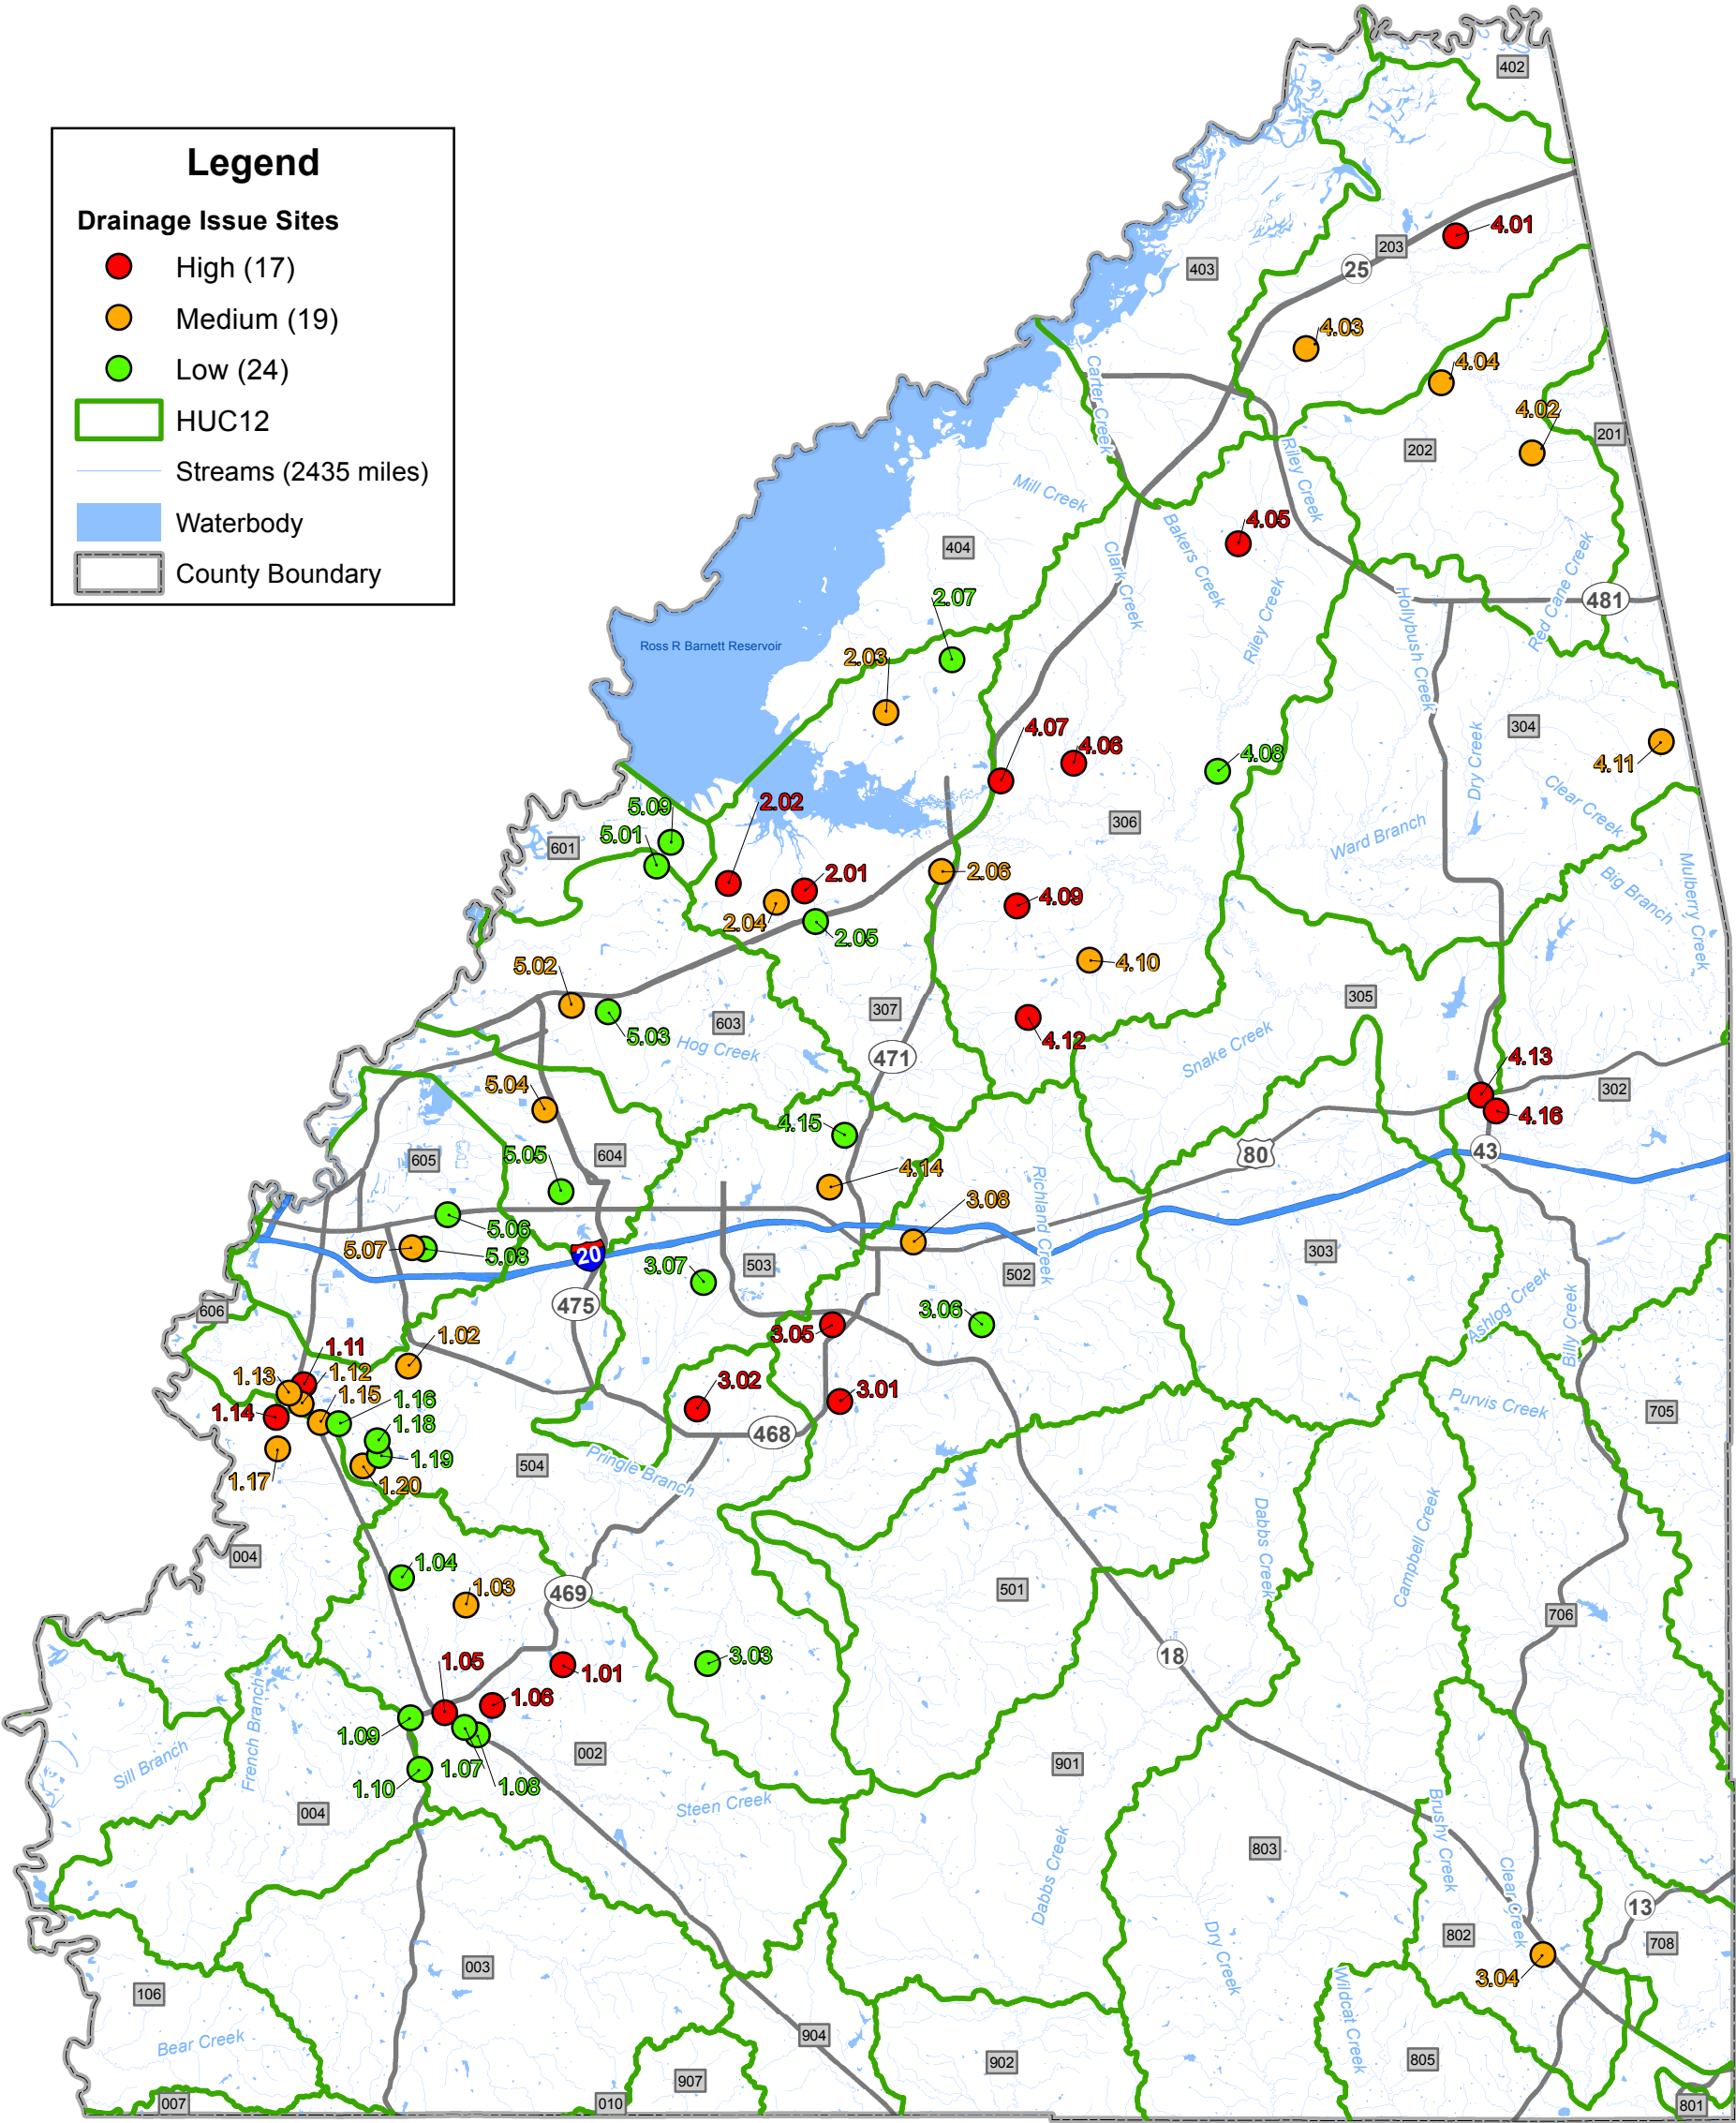 402
Legend
Drainage Issue Sites
High (17)
Medium (19)
Low (24)
HUC12
Streams (2435 miles)
Waterbody
County Boundary
4.01
203
25
403
4.03
4.04
Carter Creek
4.02
201
202
Riley Creek
Mill Creek
4.05
Bakers Creek
404
Clark Creek
Red Cane Creek
2.07
481
Riley Creek
Hollybush Creek
Ross R Barnett Reservoir
2.03
4.07
4.06
4.08
304
4.11
Dry Creek
2.02
5.09
Clear Creek
5.01
306
Ward Branch
601
2.01
2.06
4.09
Big Branch
Mulberry Creek
2.04
2.05
5.02
4.10
305
307
603
5.03
Hog Creek
4.12
Snake Creek
471
4.13
5.04
302
4.16
4.15
80
43
5.05
604
605
4.14
Richland Creek
3.08
5.06
5.07
5.08
20
3.07
503
502
303
475
606
3.06
Ashlog Creek
Billy Creek
1.02
3.05
1.11
1.13
1.12
3.02
3.01
1.15
1.16
1.14
Purvis Creek
705
1.18
468
1.19
504
Pringle Branch
1.17
1.20
Dabbs Creek
Campbell Creek
004
1.04
1.03
469
501
706
3.03
18
1.05
1.01
1.06
French Branch
1.09
Sill Branch
002
901
1.07
1.08
1.10
Steen Creek
004
Brushy Creek
803
Dabbs Creek
Clear Creek
13
Dry Creek
802
708
003
3.04
106
Wildcat Creek
Bear Creek
904
902
805
907
007
010
801